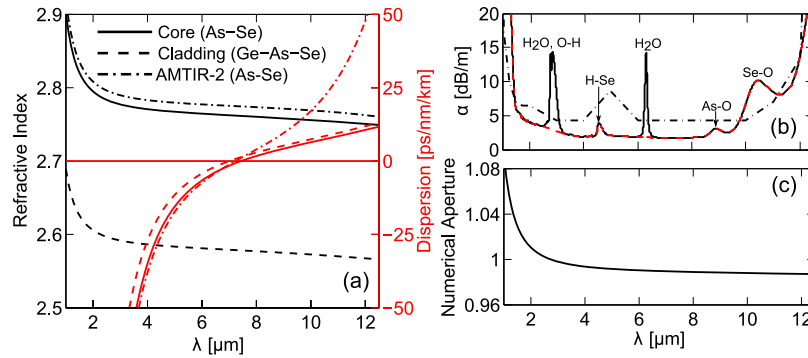 2.9
2.8
2.7
2.6
2.5
Refractive Index
Core (As-Se)
Cladding (Ge-As-Se)
AMTIR-2 (As-Se)
(a)
2 4 6 8 10 12
λ [μm]
50
25
0
-25
-50
Dispersion [ps/nm/km]
20
15
10
5
0
α [dB/m]
H2O, O-H
H-Se
H2O
As-O
Se-O
(b)
1.08
1.04
1
0.96
Numerical Aperture
(c)
2 4 6 8 10 12
λ [μm]